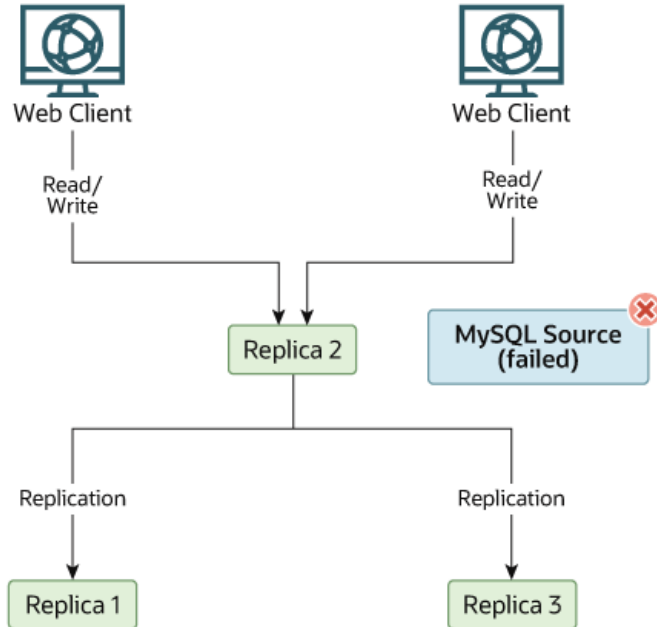 Web Client
Web Client
Read/
Write
Read/
Write
Replica 2
MySQL Source
(failed)
Replication
Replication
Replica 1
Replica 3